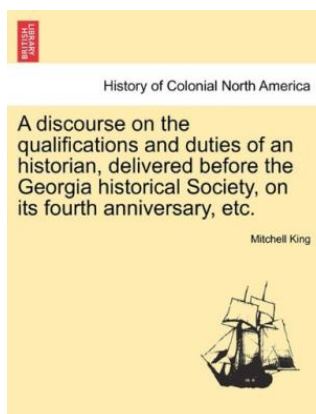 BRITISH
LIBRARY
History of Colonial North America
A discourse on the
qualifications and duties of an
historian, delivered before the
Georgia historical Society, on
its fourth anniversary, etc.
Mitchell King